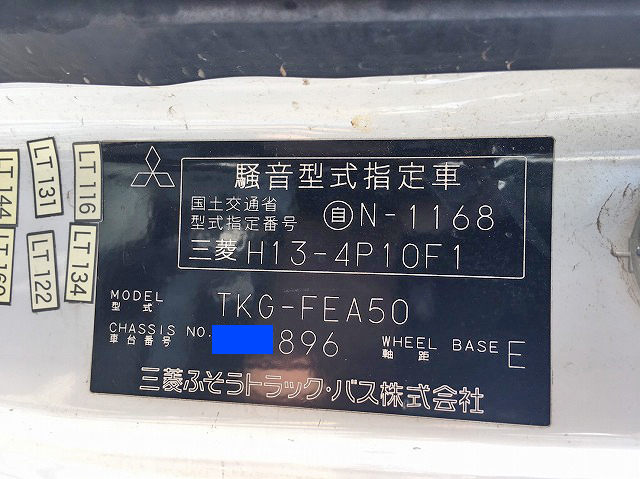 騒音型式指定車
国土交通省
型式指定番号 自N-1168
三菱 H13-4P10F1
MODEL
型式 TKG-FEA50
CHASSIS NO.
車台番号 896
WHEEL BASE
軸距 E
三菱ふそうトラック・バス株式会社
LT 144
LT 131
LT 116
LT 122
LT 134